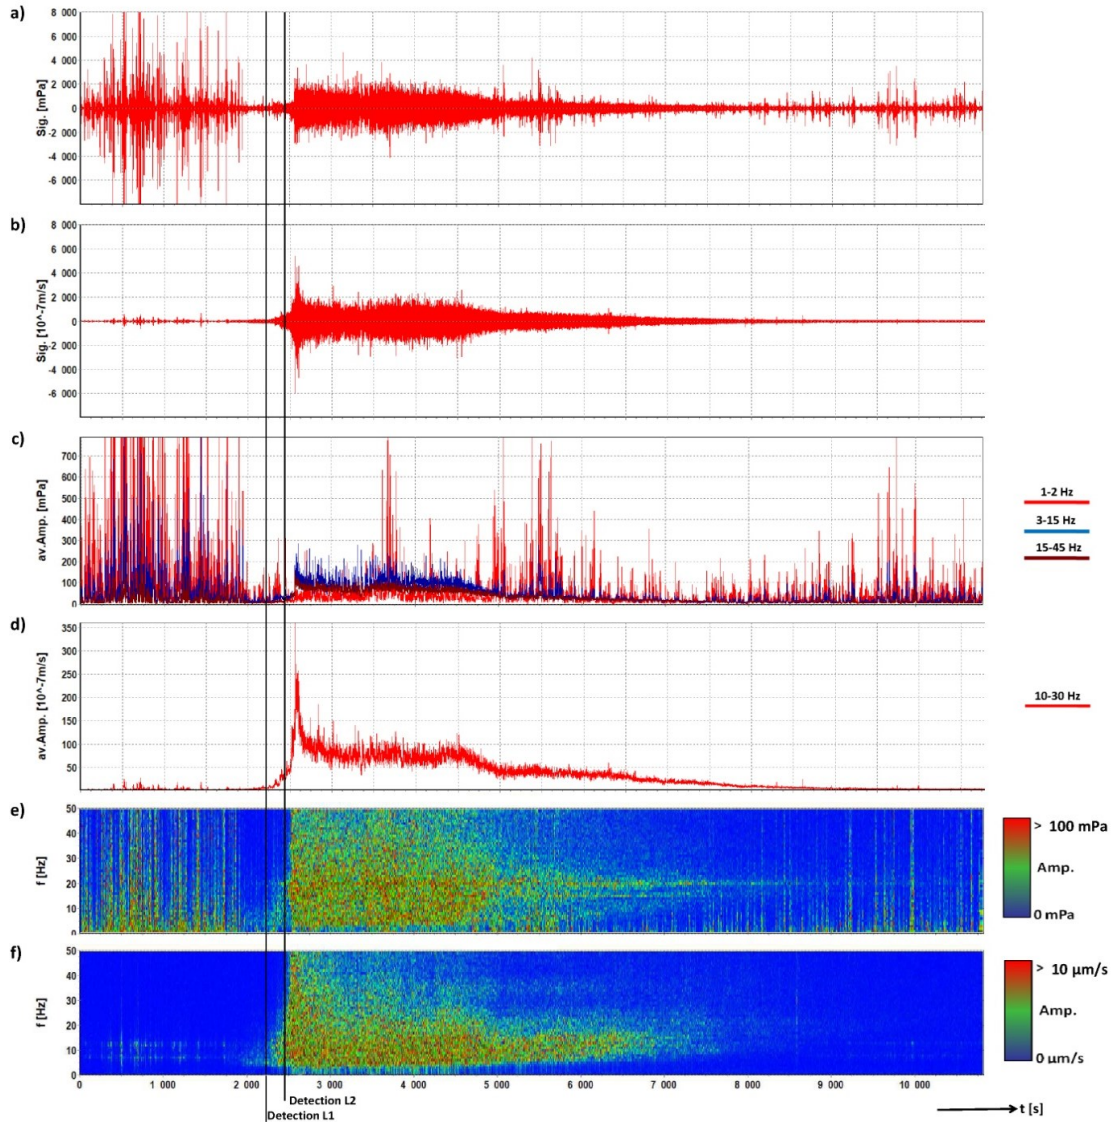 a)
8 000
6 000
4 000
2 000
0
-2 000
-4 000
-6 000
Sig. [mPa]
b)
8 000
6 000
4 000
2 000
0
-2 000
-4 000
-6 000
Sig. [10^-7m/s]
c)
700
600
500
400
300
200
100
0
av.Amp. [mPa]
1-2 Hz
3-15 Hz
15-45 Hz
d)
350
300
250
200
150
100
50
av.Amp. [10^-7m/s]
10-30 Hz
e)
50
40
30
20
10
0
f [Hz]
> 100 mPa
Amp.
0 mPa
f)
50
40
30
20
10
0
f [Hz]
> 10 µm/s
Amp.
0 µm/s
0 1 000 2 000 3 000 4 000 5 000 6 000 7 000 8 000 9 000 10 000
Detection L2
Detection L1
t [s]